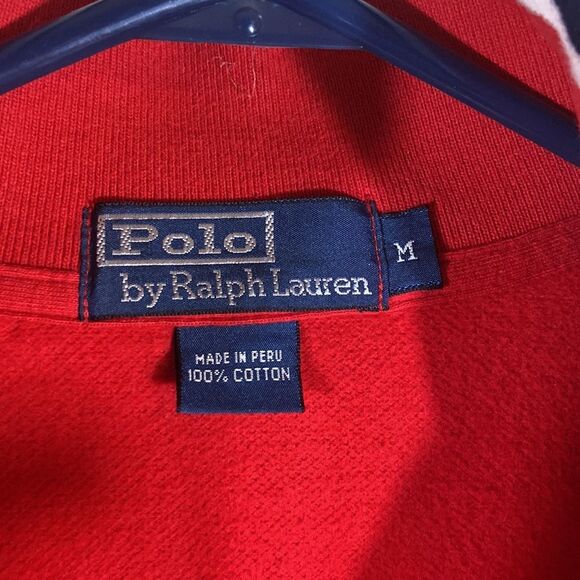 Polo
by Ralph Lauren
M
MADE IN PERU
100% COTTON